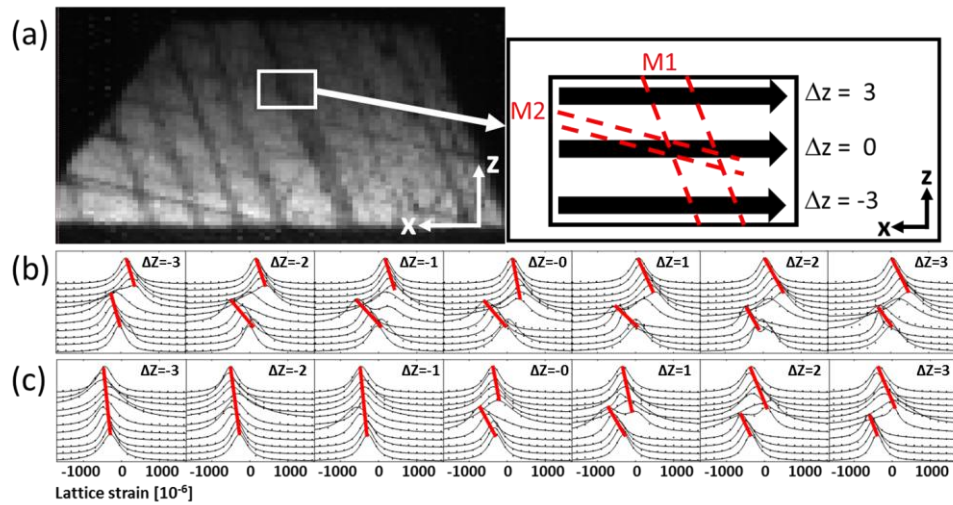 (a)
z
x
M1
M2
Δz = 3
Δz = 0
Δz = -3
z
x
(b)
ΔZ=-3 ΔZ=-2 ΔZ=-1 ΔZ=-0 ΔZ=1 ΔZ=2 ΔZ=3
(c)
ΔZ=-3 ΔZ=-2 ΔZ=-1 ΔZ=-0 ΔZ=1 ΔZ=2 ΔZ=3
-1000 0 1000 -1000 0 1000 -1000 0 1000 -1000 0 1000 -1000 0 1000 -1000 0 1000 -1000 0 1000
Lattice strain [10⁻⁶]